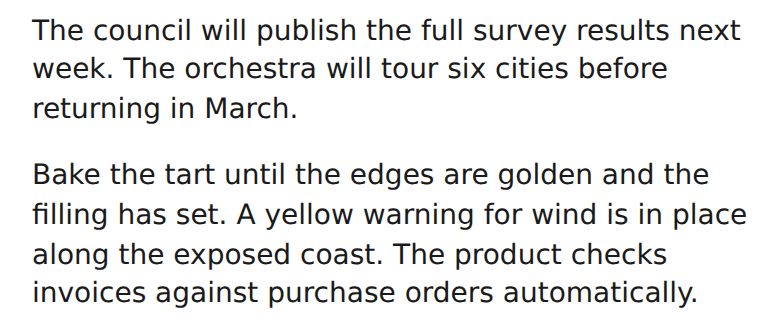 The council will publish the full survey results next
week. The orchestra will tour six cities before
returning in March.
Bake the tart until the edges are golden and the
filling has set. A yellow warning for wind is in place
along the exposed coast. The product checks
invoices against purchase orders automatically.